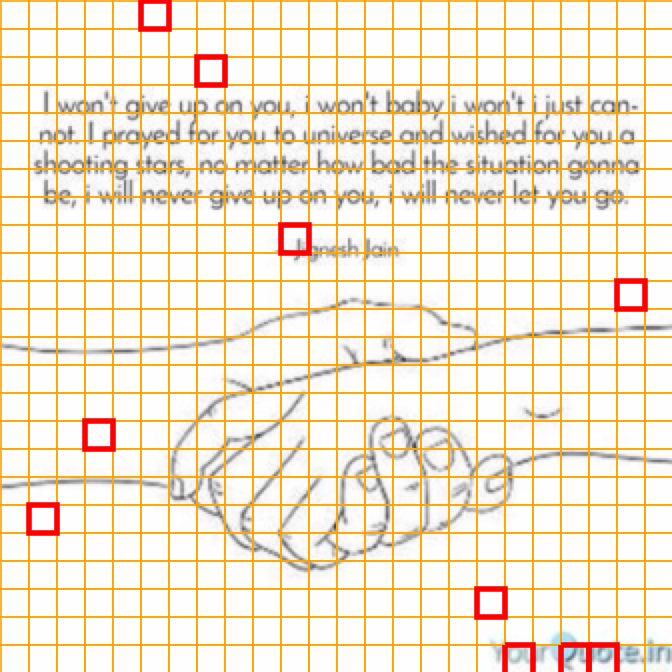 I won't give up on you, i won't baby i won't i just can-
not. I prayed for you to universe and wished for you a
shooting stars, no matter how bad the situation gonna
be, i will never give up on you, i will never let you go.
Jignesh Jain
YourQuote.in